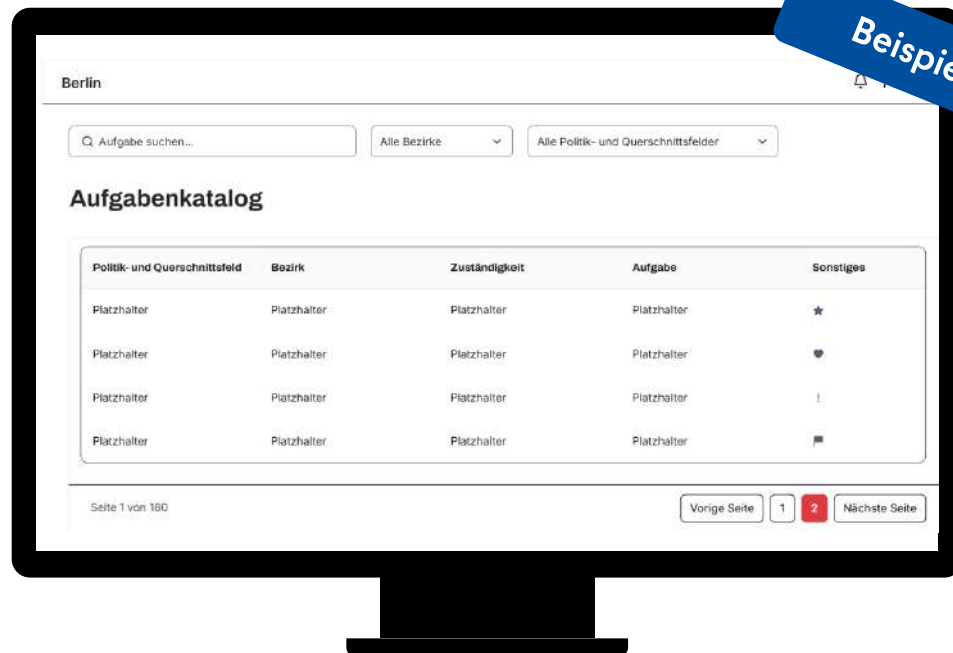 Berlin
Aufgabe suchen...
Alle Bezirke
Alle Politik- und Querschnittsfelder
Aufgabenkatalog
Politik- und Querschnittsfeld Bezirk Zuständigkeit Aufgabe Sonstiges
Platzhalter Platzhalter Platzhalter Platzhalter
Platzhalter Platzhalter Platzhalter Platzhalter
Platzhalter Platzhalter Platzhalter Platzhalter !
Platzhalter Platzhalter Platzhalter Platzhalter
Seite 1 von 180
Vorige Seite 1 2 Nächste Seite